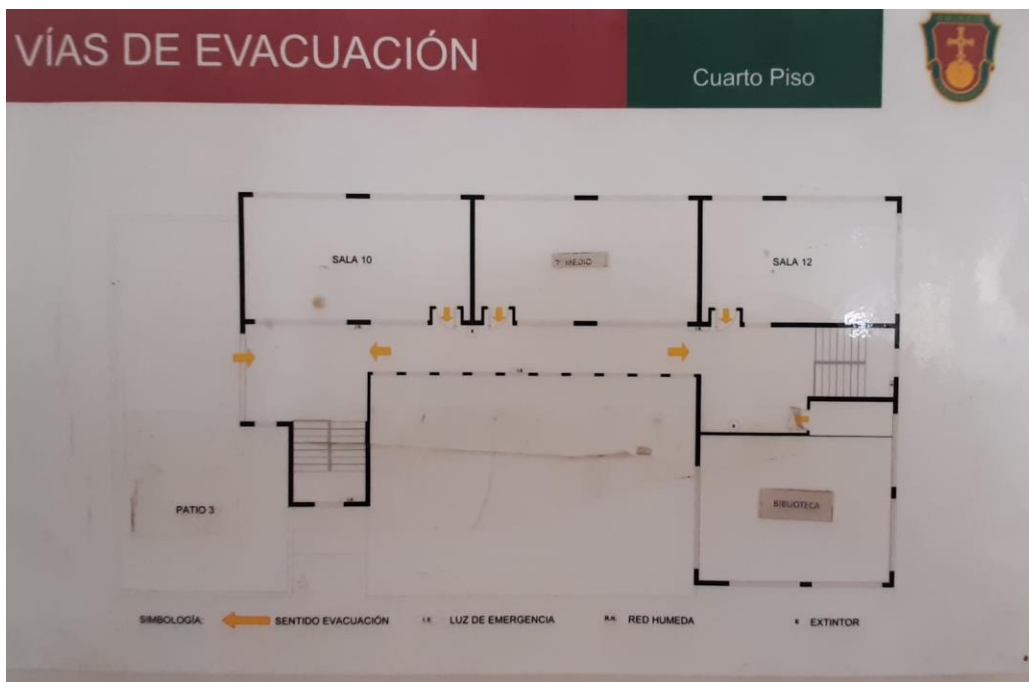 VÍAS DE EVACUACIÓN
Cuarto Piso
SALA 10
MEDIO
SALA 12
PATIO 3
BIBLIOTECA
SIMBOLOGÍA: SENTIDO EVACUACIÓN I.E. LUZ DE EMERGENCIA R.H. RED HUMEDA E EXTINTOR